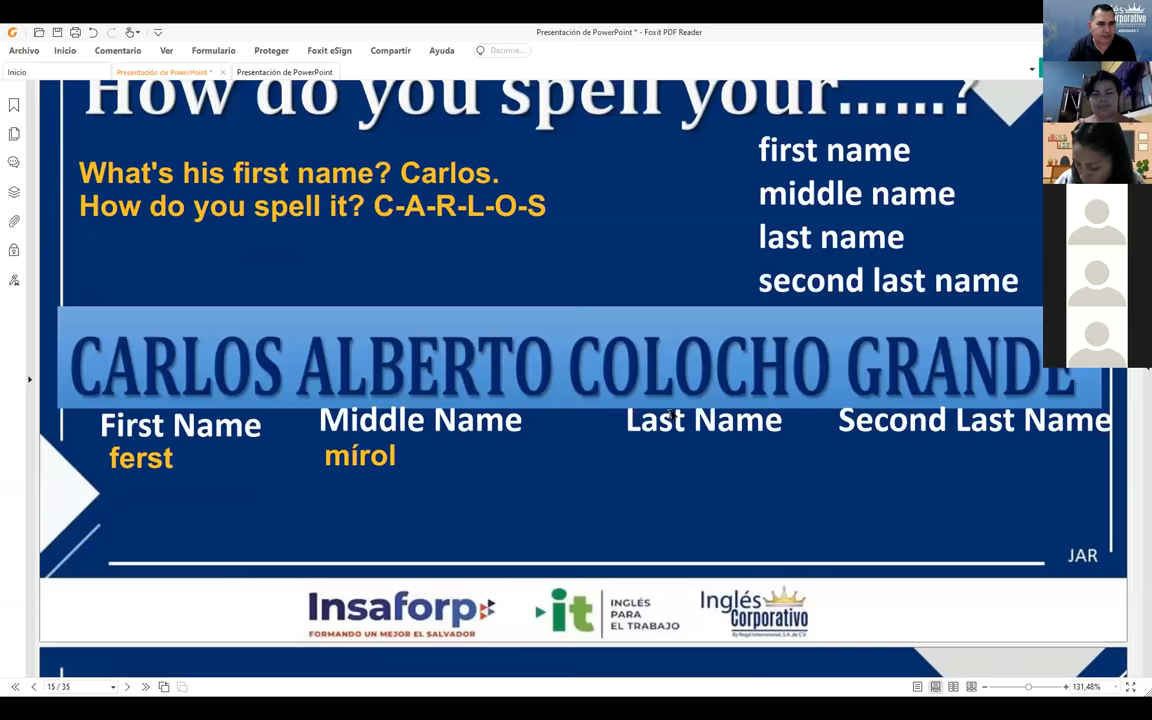 Presentación de PowerPoint * - Foxit PDF Reader
Archivo Inicio Comentario Ver Formulario Proteger Foxit eSign Compartir Ayuda Decirme...
Inicio Presentación de PowerPoint * Presentación de PowerPoint
How do you spell your……?
first name
What's his first name? Carlos.
middle name
How do you spell it? C-A-R-L-O-S
last name
second last name
CARLOS ALBERTO COLOCHO GRANDE
First Name Middle Name Last Name Second Last Name
ferst mírol
JAR
Insaforp
FORMANDO UN MEJOR EL SALVADOR
it INGLÉS PARA EL TRABAJO
Inglés Corporativo
15 / 35
131,48%